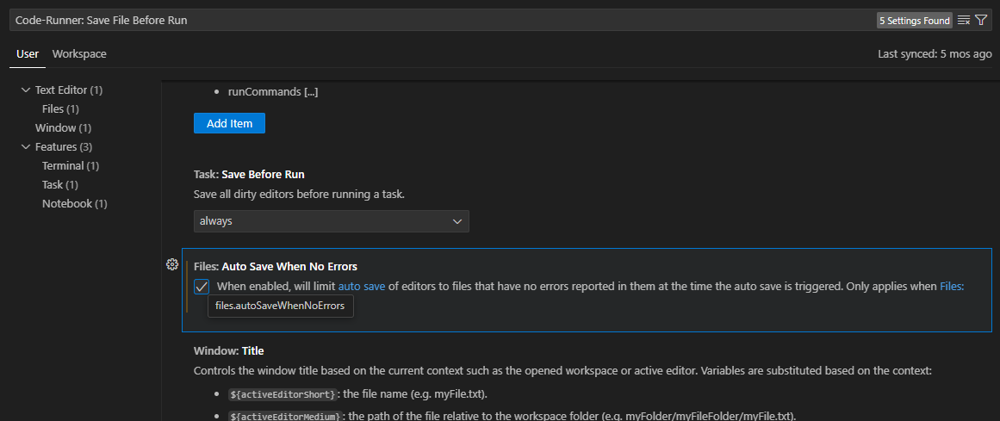 Code-Runner: Save File Before Run
5 Settings Found
User
Workspace
Last synced: 5 mos ago
Text Editor (1)
Files (1)
Window (1)
Features (3)
Terminal (1)
Task (1)
Notebook (1)
runCommands [...]
Add Item
Task: Save Before Run
Save all dirty editors before running a task.
always
Files: Auto Save When No Errors
When enabled, will limit auto save of editors to files that have no errors reported in them at the time the auto save is triggered. Only applies when Files:
files.autoSaveWhenNoErrors
Window: Title
Controls the window title based on the current context such as the opened workspace or active editor. Variables are substituted based on the context:
${activeEditorShort}: the file name (e.g. myFile.txt).
${activeEditorMedium}: the path of the file relative to the workspace folder (e.g. myFolder/myFileFolder/myFile.txt).